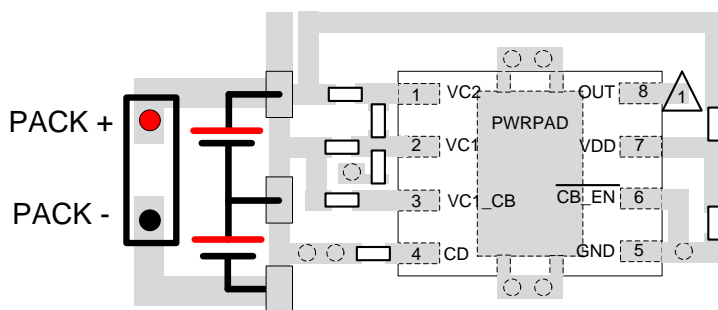 PACK +
PACK -
1 VC2
2 VC1
3 VC1_CB
4 CD
PWRPAD
OUT 8
VDD 7
CB_EN 6
GND 5
1